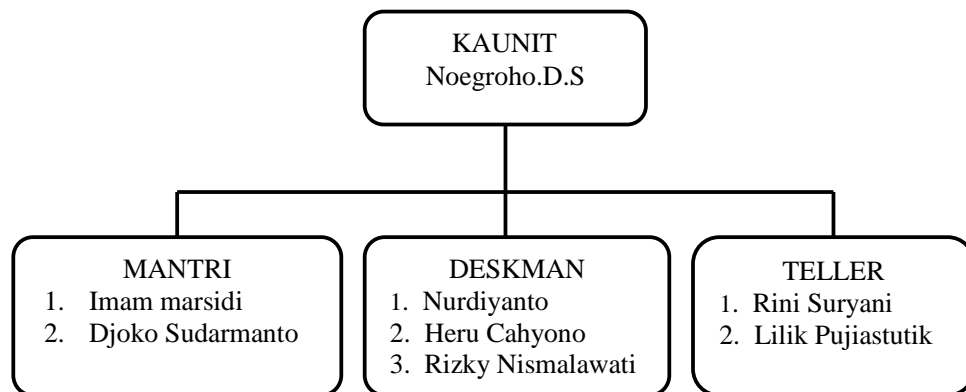 KAUNIT
Noegroho.D.S
MANTRI
1. Imam marsidi
2. Djoko Sudarmanto
DESKMAN
1. Nurdiyanto
2. Heru Cahyono
3. Rizky Nismalawati
TELLER
1. Rini Suryani
2. Lilik Pujiastutik